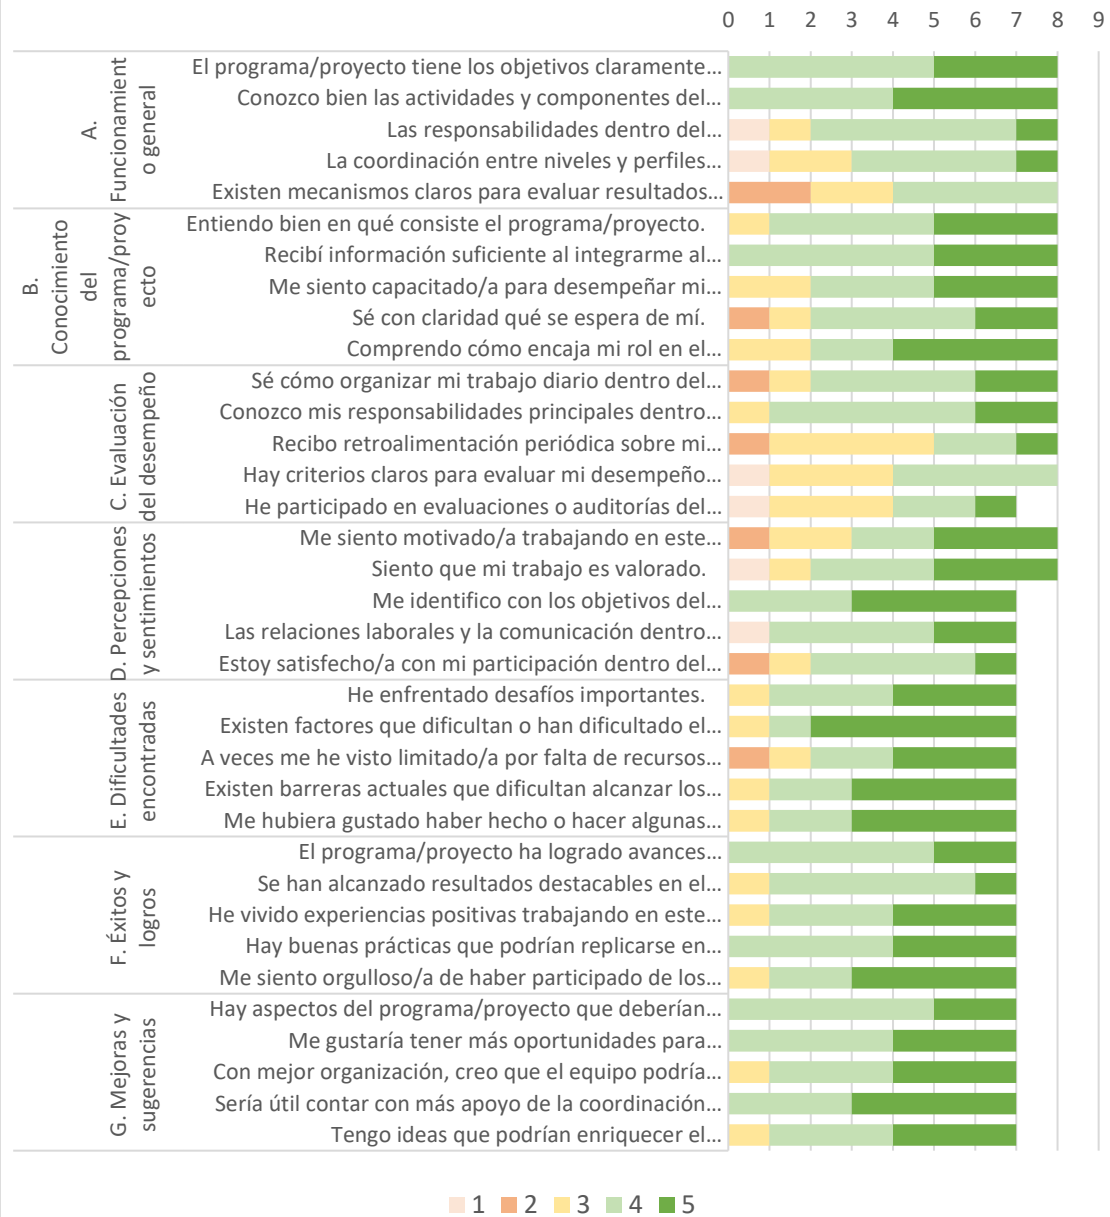 0 1 2 3 4 5 6 7 8 9
A.
Funcionamient
o general
El programa/proyecto tiene los objetivos claramente…
Conozco bien las actividades y componentes del…
Las responsabilidades dentro del…
La coordinación entre niveles y perfiles…
Existen mecanismos claros para evaluar resultados…
B.
Conocimiento
del
programa/proy
ecto
Entiendo bien en qué consiste el programa/proyecto.
Recibí información suficiente al integrarme al…
Me siento capacitado/a para desempeñar mi…
Sé con claridad qué se espera de mí.
Comprendo cómo encaja mi rol en el…
C. Evaluación
del desempeño
Sé cómo organizar mi trabajo diario dentro del…
Conozco mis responsabilidades principales dentro…
Recibo retroalimentación periódica sobre mi…
Hay criterios claros para evaluar mi desempeño…
He participado en evaluaciones o auditorías del…
D. Percepciones
y sentimientos
Me siento motivado/a trabajando en este…
Siento que mi trabajo es valorado.
Me identifico con los objetivos del…
Las relaciones laborales y la comunicación dentro…
Estoy satisfecho/a con mi participación dentro del…
E. Dificultades
encontradas
He enfrentado desafíos importantes.
Existen factores que dificultan o han dificultado el…
A veces me he visto limitado/a por falta de recursos…
Existen barreras actuales que dificultan alcanzar los…
Me hubiera gustado haber hecho o hacer algunas…
F. Éxitos y
logros
El programa/proyecto ha logrado avances…
Se han alcanzado resultados destacables en el…
He vivido experiencias positivas trabajando en este…
Hay buenas prácticas que podrían replicarse en…
Me siento orgulloso/a de haber participado de los…
G. Mejoras y
sugerencias
Hay aspectos del programa/proyecto que deberían…
Me gustaría tener más oportunidades para…
Con mejor organización, creo que el equipo podría…
Sería útil contar con más apoyo de la coordinación…
Tengo ideas que podrían enriquecer el…
1 2 3 4 5